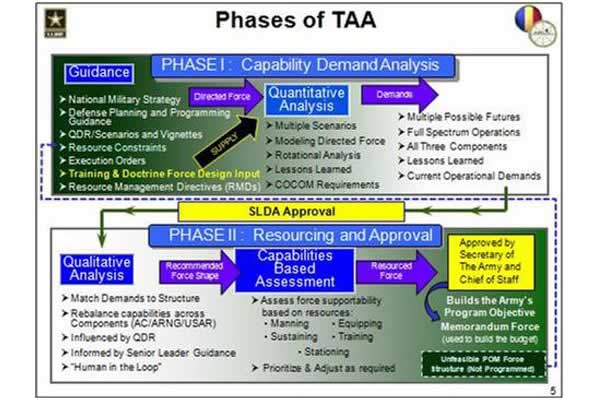 Phases of TAA
PHASE I : Capability Demand Analysis
Guidance
National Military Strategy
Defense Planning and Programming
Guidance
QDR/Scenarios and Vignettes
Resource Constraints
Execution Orders
Training & Doctrine Force Design Input
Resource Management Directives (RMDs)
Directed Force
SUPPLY
Quantitative
Analysis
Multiple Scenarios
Modeling Directed Force
Rotational Analysis
Lessons Learned
COCOM Requirements
Demands
Multiple Possible Futures
Full Spectrum Operations
All Three Components
Lessons Learned
Current Operational Demands
SLDA Approval
PHASE II : Resourcing and Approval
Qualitative
Analysis
Match Demands to Structure
Rebalance capabilities across
Components (AC/ARNG/USAR)
Influenced by QDR
Informed by Senior Leader Guidance
"Human in the Loop"
Recommended
Force Shape
Capabilities
Based
Assessment
Assess force supportability
based on resources:
• Manning • Equipping
• Sustaining • Training
• Stationing
Prioritize & Adjust as required
Resourced
Force
Approved by
Secretary of
The Army and
Chief of Staff
Builds the Army's
Program Objective
Memorandum Force
(used to build the budget)
Unfeasible POM Force
Structure (Not Programmed)
5